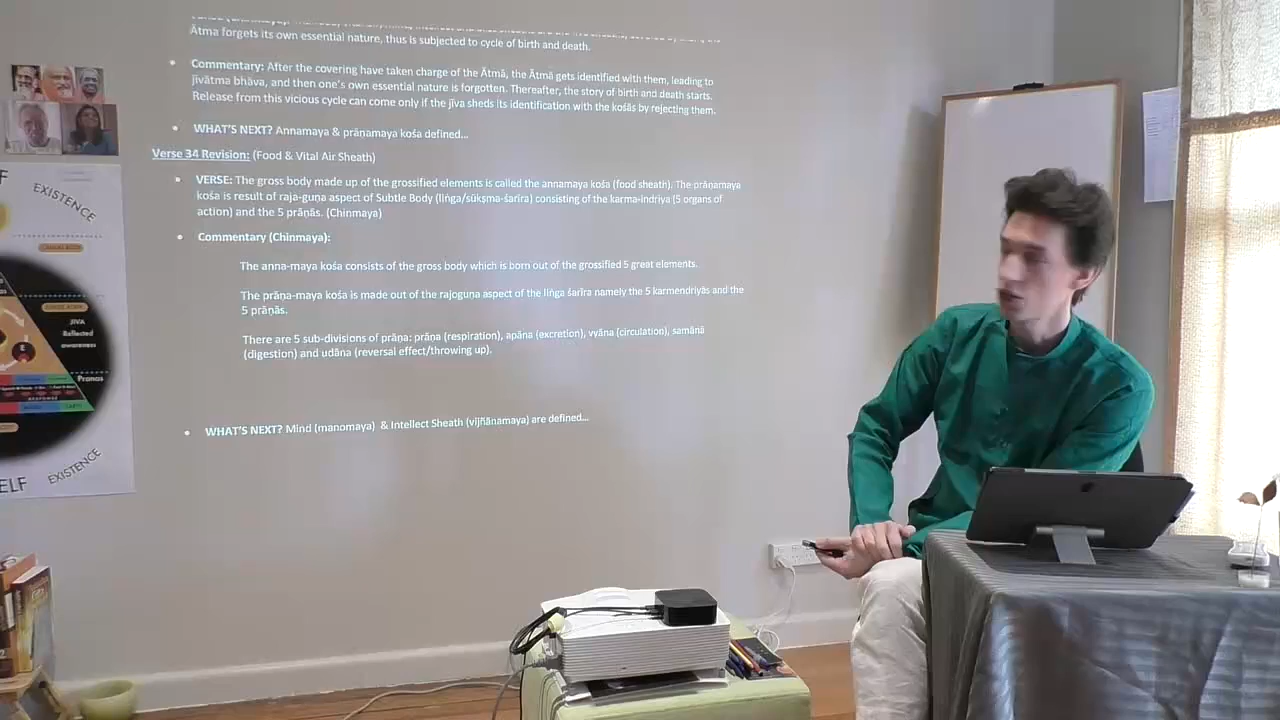 Ātma forgets its own essential nature, thus is subjected to cycle of birth and death.
• Commentary: After the covering have taken charge of the Ātmā, the Ātmā gets identified with them, leading to
jīvātma bhāva, and then one's own essential nature is forgotten. Thereafter, the story of birth and death starts.
Release from this vicious cycle can come only if the jīva sheds its identification with the kośās by rejecting them.
• WHAT'S NEXT? Annamaya & prāṇamaya kośa defined...
Verse 34 Revision: (Food & Vital Air Sheath)
• VERSE: The gross body made up of the grossified elements is called the annamaya kośa (food sheath). The prāṇamaya
kośa is result of raja-guṇa aspect of Subtle Body (liṅga/sūkṣma-śarīra) consisting of the karma-indriya (5 organs of
action) and the 5 prāṇās. (Chinmaya)
• Commentary (Chinmaya):
The anna-maya kośa consists of the gross body which is born out of the grossified 5 great elements.
The prāṇa-maya kośa is made out of the rajoguṇa aspect of the liṅga śarīra namely the 5 karmendriyās and the
5 prāṇās.
There are 5 sub-divisions of prāṇa: prāṇa (respiration), apāna (excretion), vyāna (circulation), samānā
(digestion) and udāna (reversal effect/throwing up).
• WHAT'S NEXT? Mind (manomaya) & Intellect Sheath (vijñānamaya) are defined...
F
EXISTENCE
JIVA
Reflected
awareness
E
Pranas
ELF
EXISTENCE